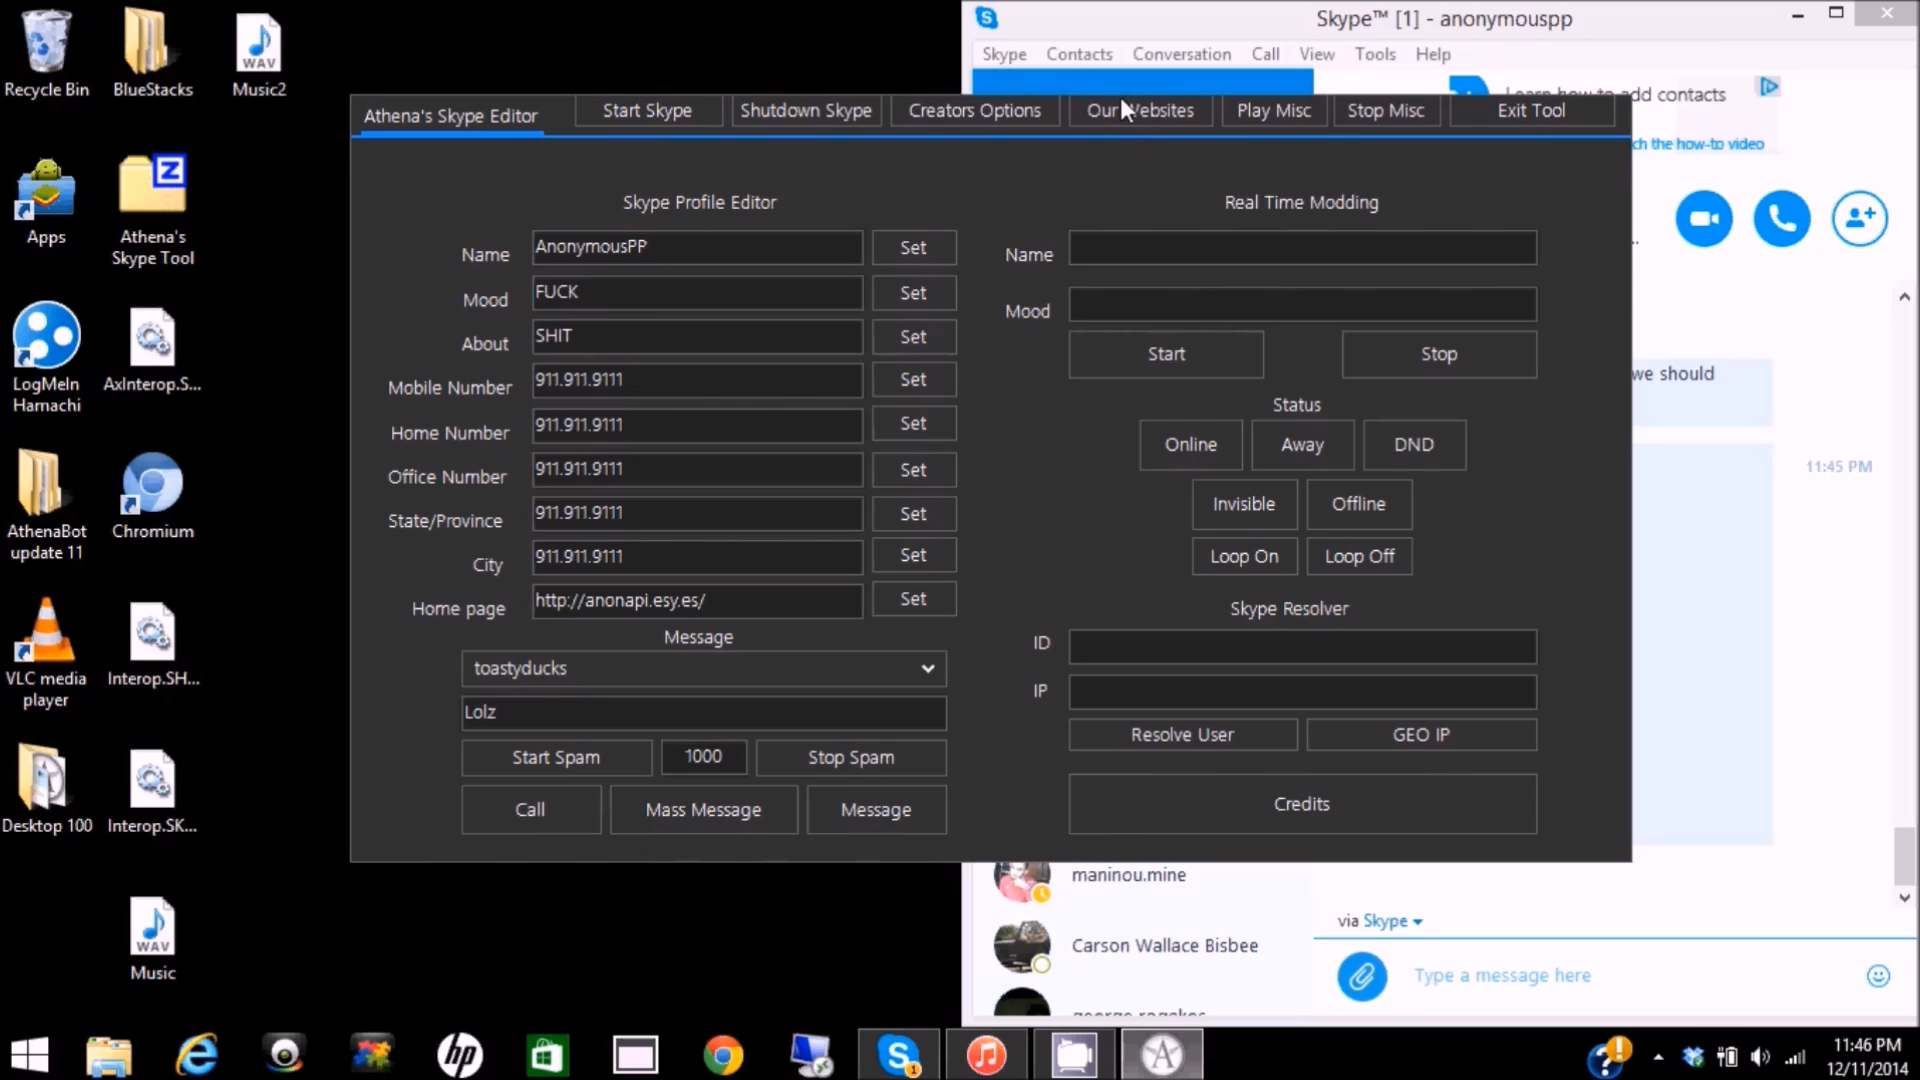 Recycle Bin
BlueStacks
Music2
Apps
Athena's
Skype Tool
LogMeIn
Hamachi
AxInterop.S...
AthenaBot
update 11
Chromium
VLC media
player
Interop.SH...
Desktop 100
Interop.SK...
WAV
Music
WAV
Skype™ [1] - anonymouspp
Skype
Contacts
Conversation
Call
View
Tools
Help
Learn how to add contacts
ch the how-to video
Athena's Skype Editor
Start Skype
Shutdown Skype
Creators Options
Our Websites
Play Misc
Stop Misc
Exit Tool
Skype Profile Editor
Name
AnonymousPP
Set
Mood
FUCK
Set
About
SHIT
Set
Mobile Number
911.911.9111
Set
Home Number
911.911.9111
Set
Office Number
911.911.9111
Set
State/Province
911.911.9111
Set
City
911.911.9111
Set
Home page
http://anonapi.esy.es/
Set
Message
toastyducks
Lolz
Start Spam
1000
Stop Spam
Call
Mass Message
Message
Real Time Modding
Name
Mood
Start
Stop
Status
Online
Away
DND
Invisible
Offline
Loop On
Loop Off
Skype Resolver
ID
IP
Resolve User
GEO IP
Credits
we should
11:45 PM
maninou.mine
Carson Wallace Bisbee
via Skype
Type a message here
11:46 PM
12/11/2014